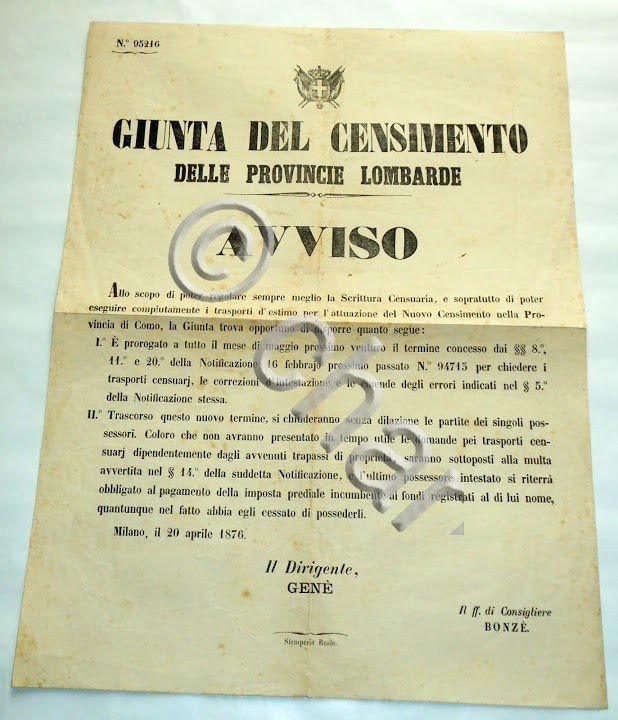 N.° 95216
GIUNTA DEL CENSIMENTO
DELLE PROVINCIE LOMBARDE
AVVISO
Allo scopo di poter regolare sempre meglio la Scrittura Censuaria, e sopratutto di poter
eseguire compiutamente i trasporti d'estimo per l'attuazione del Nuovo Censimento nella Pro-
vincia di Como, la Giunta trova opportuno di disporre quanto segue:
I.° È prorogato a tutto il mese di maggio prossimo venturo il termine concesso dai §§ 8.°,
11.° e 20.° della Notificazione 16 febbrajo prossimo passato N.° 94715 per chiedere i
trasporti censuarj, le correzioni d'intestazione e le emende degli errori indicati nel § 5.°
della Notificazione stessa.
II.° Trascorso questo nuovo termine, si chiuderanno senza dilazione le partite dei singoli pos-
sessori. Coloro che non avranno presentato in tempo utile le domande pei trasporti cen-
suarj dipendentemente dagli avvenuti trapassi di proprietà, saranno sottoposti alla multa
avvertita nel § 14.° della suddetta Notificazione, e l'ultimo possessore intestato si riterrà
obbligato al pagamento della imposta prediale incumbente ai fondi registrati al di lui nome,
quantunque nel fatto abbia egli cessato di possederli.
Milano, il 20 aprile 1876.
Il Dirigente,
GENÈ
Il ff. di Consigliere
BONZÈ.
Stamperia Reale.
© char